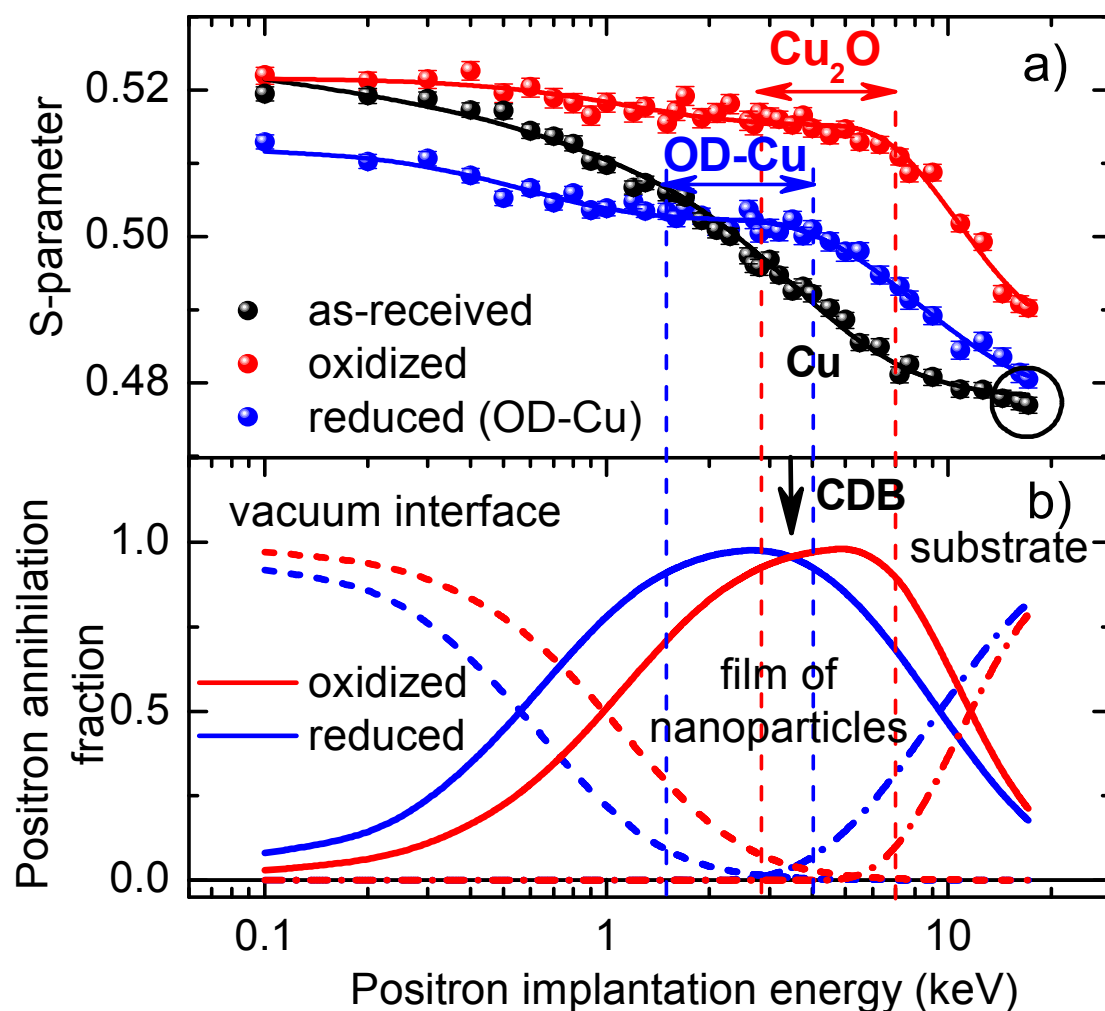 Cu₂O
a)
0.52
OD-Cu
0.50
as-received
Cu
oxidized
0.48
reduced (OD-Cu)
S-parameter
CDB
b)
vacuum interface
substrate
1.0
oxidized
film of
reduced
nanoparticles
0.5
0.0
Positron annihilation
fraction
0.1
1
10
Positron implantation energy (keV)